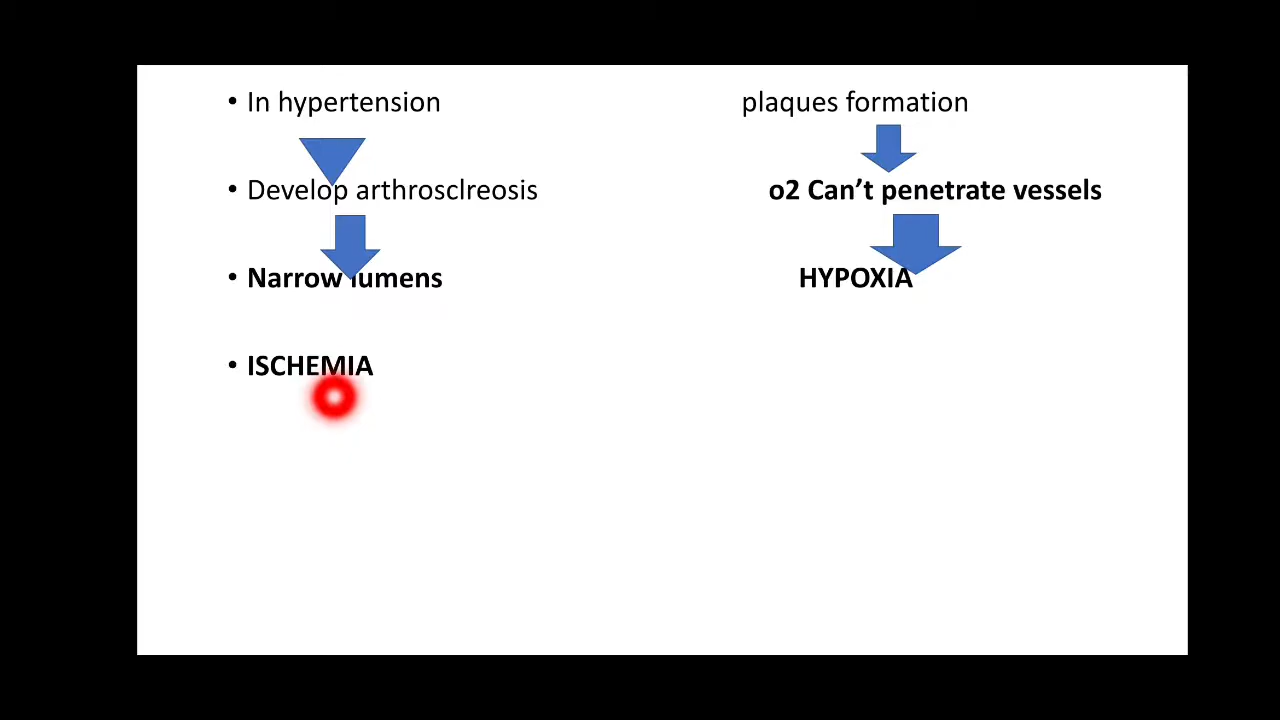 • In hypertension
• Develop arthrosclreosis
• Narrow lumens
• ISCHEMIA
plaques formation
o2 Can’t penetrate vessels
HYPOXIA